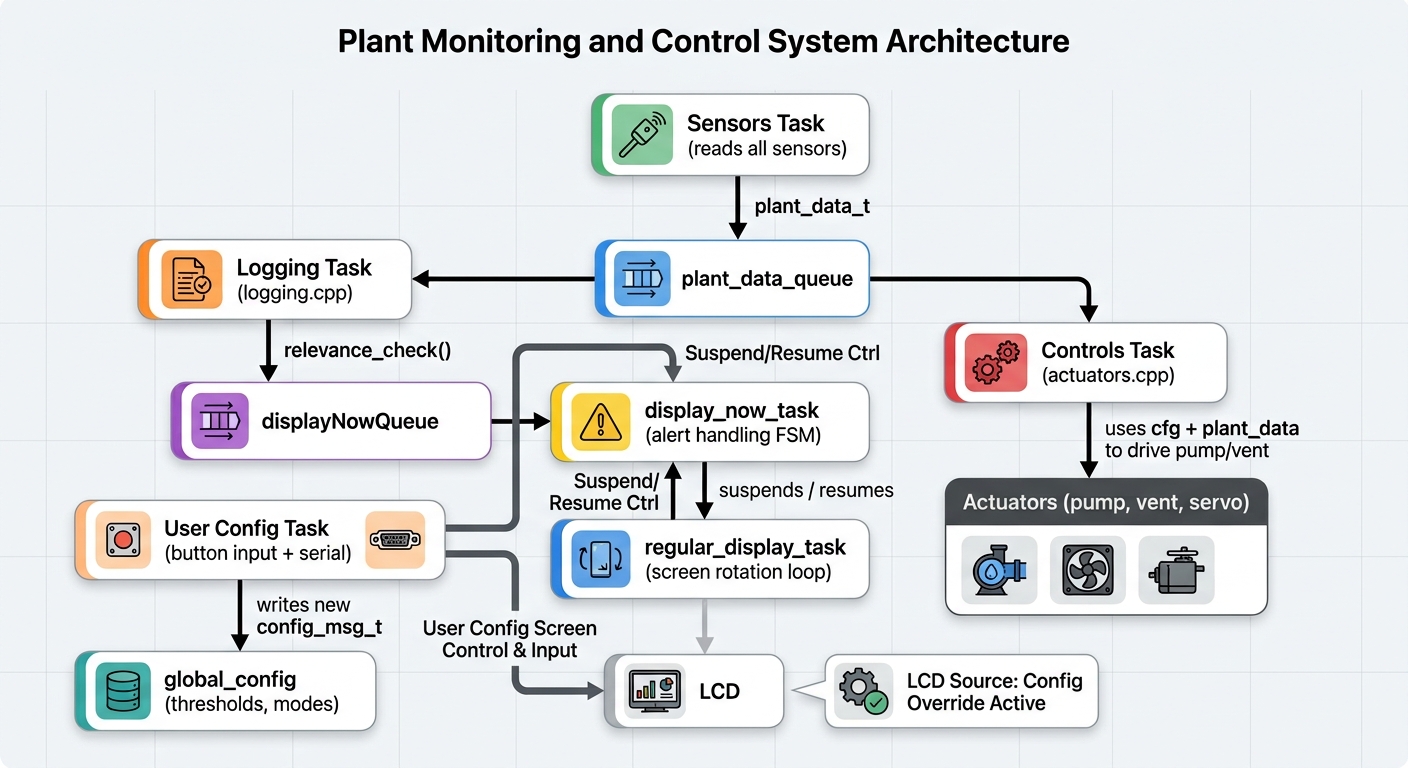 Plant Monitoring and Control System Architecture
Sensors Task
(reads all sensors)
plant_data_t
plant_data_queue
Logging Task
(logging.cpp)
relevance_check()
displayNowQueue
Suspend/Resume Ctrl
display_now_task
(alert handling FSM)
Controls Task
(actuators.cpp)
uses cfg + plant_data
to drive pump/vent
Suspend/
Resume Ctrl
suspends / resumes
Actuators (pump, vent, servo)
User Config Task
(button input + serial)
regular_display_task
(screen rotation loop)
writes new
config_msg_t
User Config Screen
Control & Input
global_config
(thresholds, modes)
LCD
LCD Source: Config
Override Active